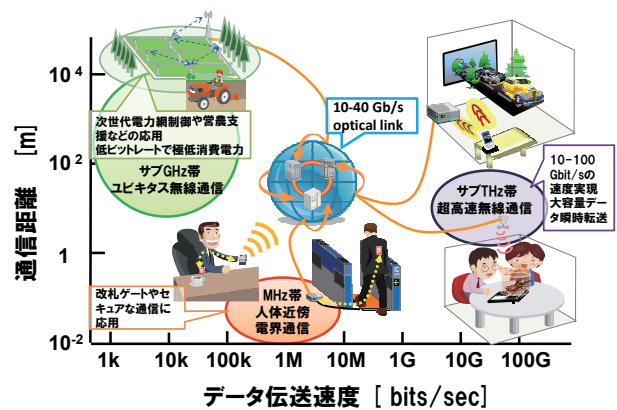 10⁴
10²
1
10⁻²
通信距離 [m]
次世代電力網制御や営農支
援などの応用
低ビットレートで極低消費電力
サブGHz帯
ユビキタス無線通信
10-40 Gb/s
optical link
10-100
Gbit/sの
速度実現
大容量デー
タ瞬時転送
サブTHz帯
超高速無線通信
改札ゲートやセ
キュアな通信に
応用
MHz帯
人体近傍
電界通信
1k 10k 100k 1M 10M 1G 10G 100G
データ伝送速度 [ bits/sec]